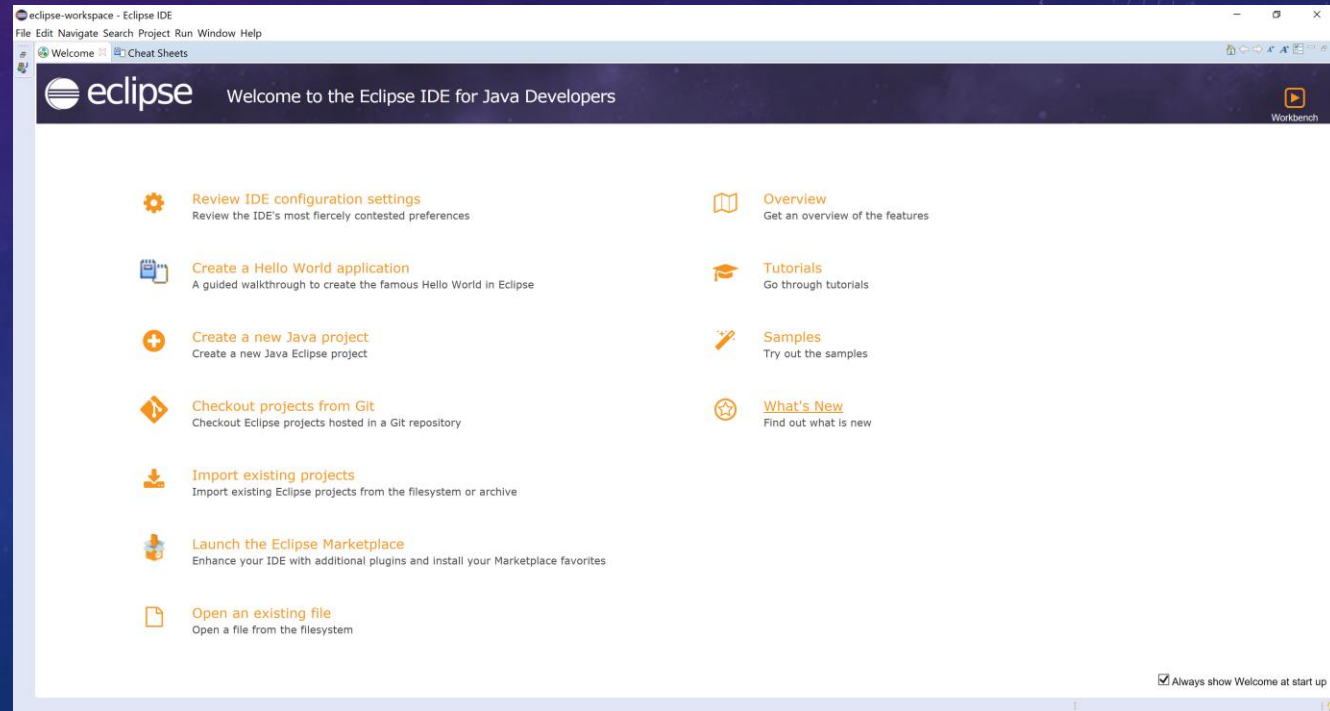 eclipse-workspace - Eclipse IDE
File Edit Navigate Search Project Run Window Help
Welcome Cheat Sheets
eclipse Welcome to the Eclipse IDE for Java Developers
Workbench
Review IDE configuration settings
Review the IDE's most fiercely contested preferences
Create a Hello World application
A guided walkthrough to create the famous Hello World in Eclipse
Create a new Java project
Create a new Java Eclipse project
Checkout projects from Git
Checkout Eclipse projects hosted in a Git repository
Import existing projects
Import existing Eclipse projects from the filesystem or archive
Launch the Eclipse Marketplace
Enhance your IDE with additional plugins and install your Marketplace favorites
Open an existing file
Open a file from the filesystem
Overview
Get an overview of the features
Tutorials
Go through tutorials
Samples
Try out the samples
What's New
Find out what is new
Always show Welcome at start up